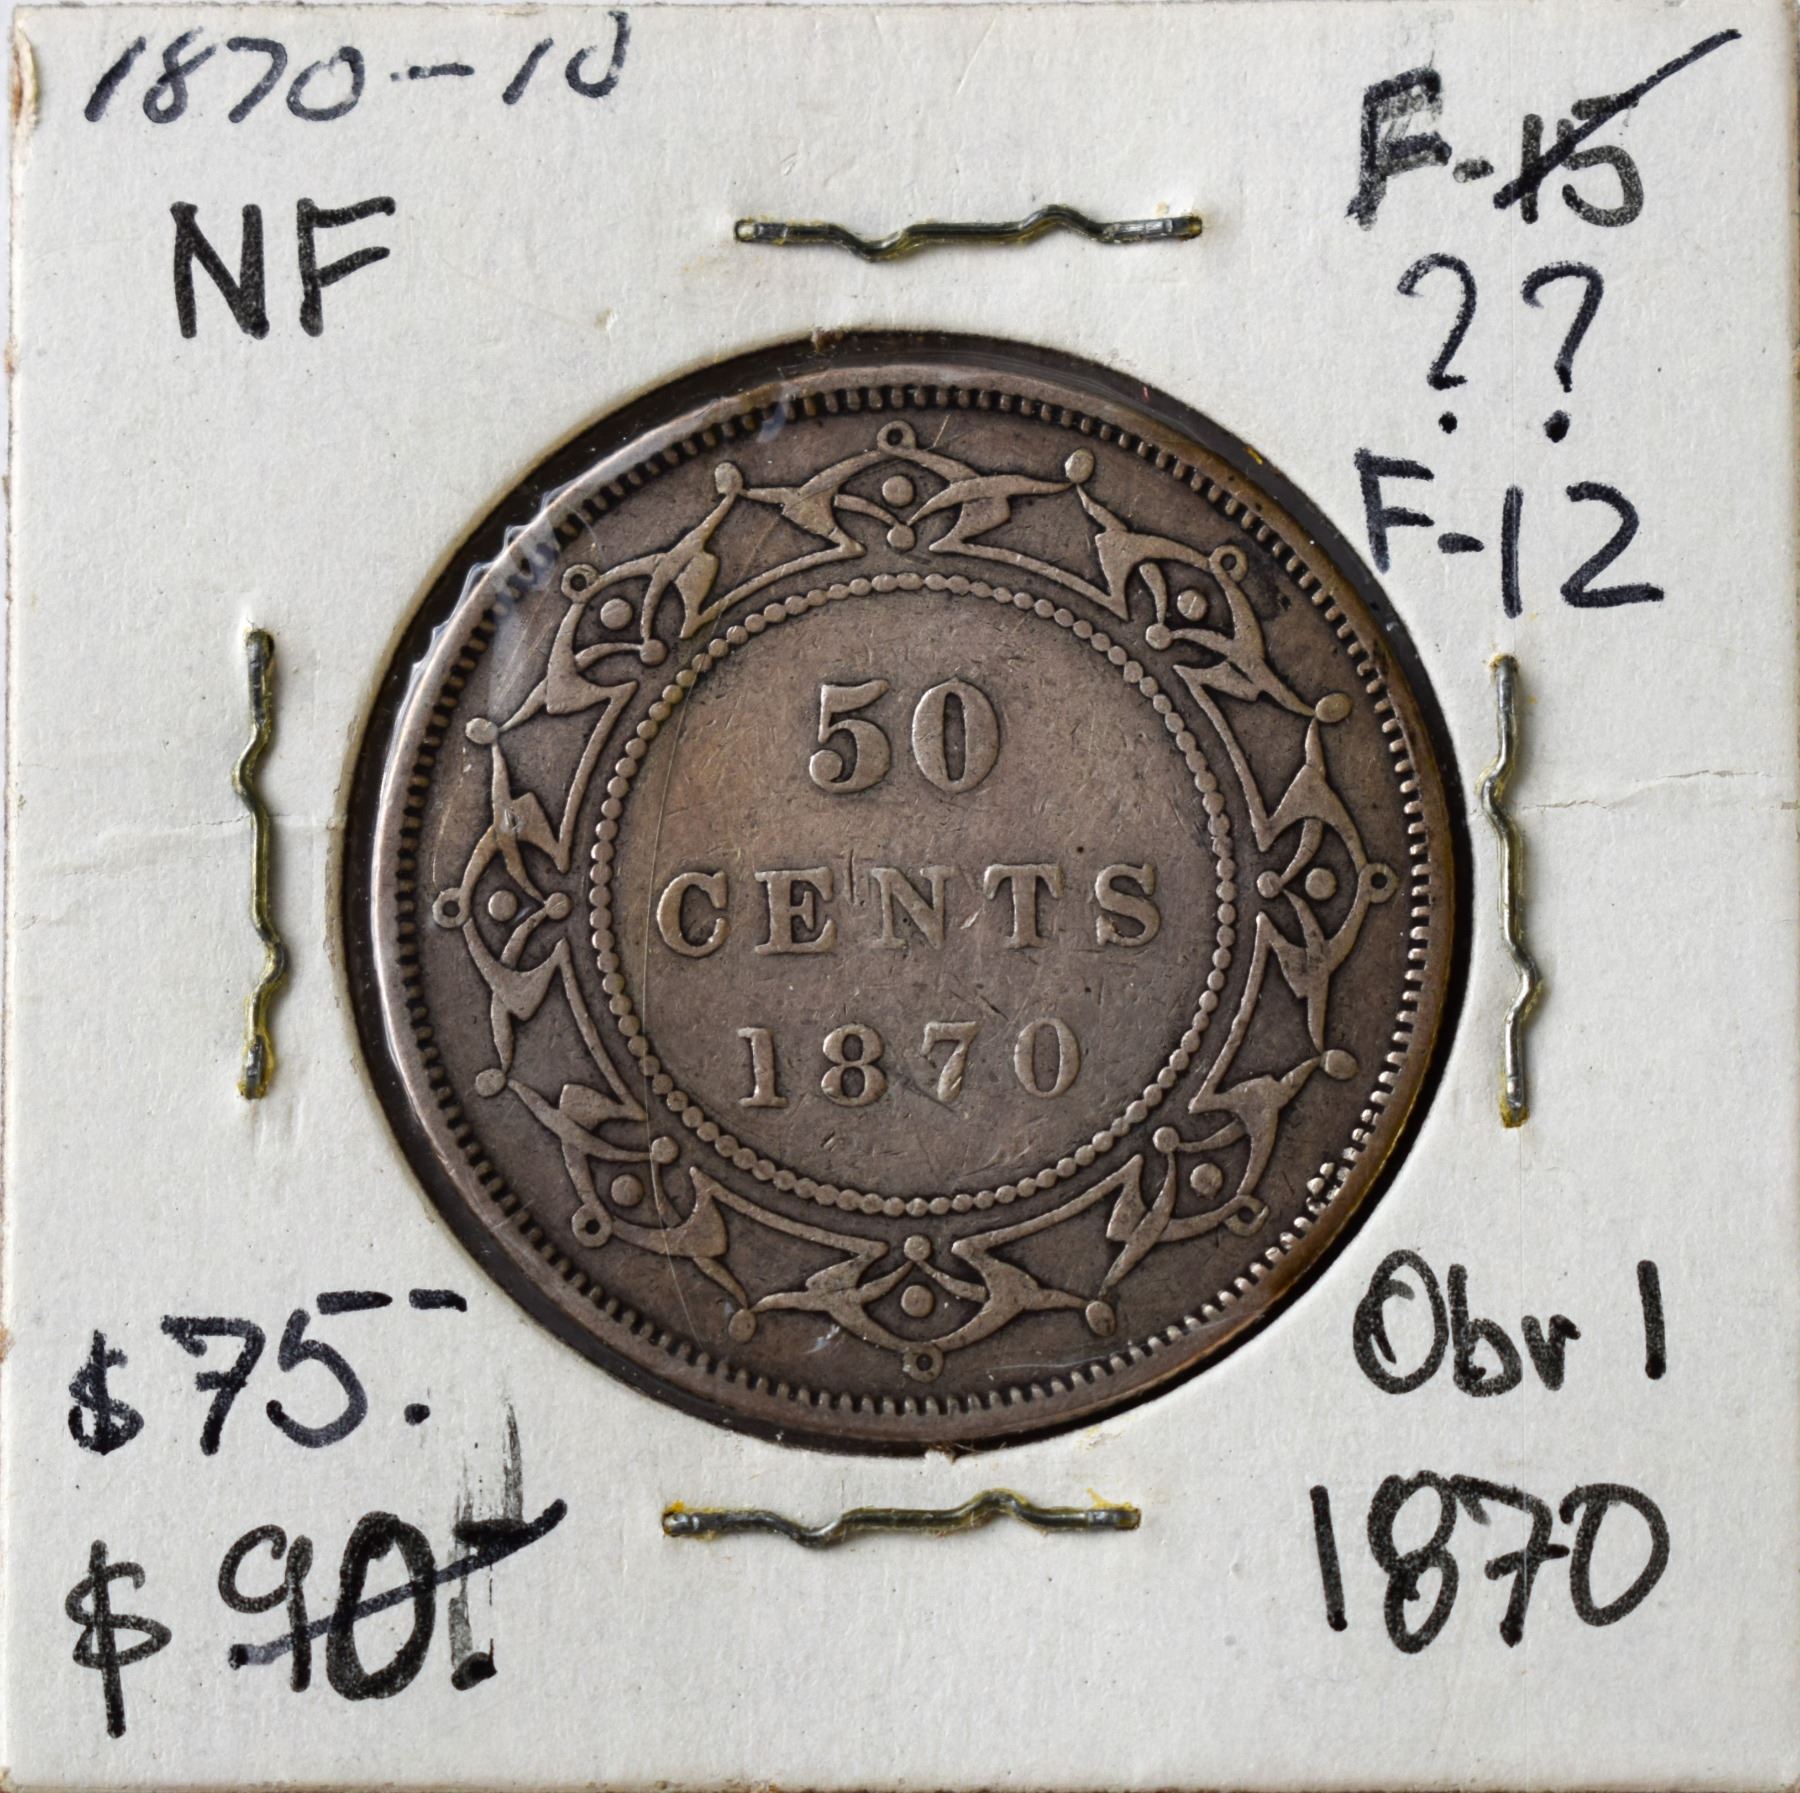 1870-10
NF
F-15
? ?
F-12
50
CENTS
1870
$75.-
$90.-
Obv 1
1870